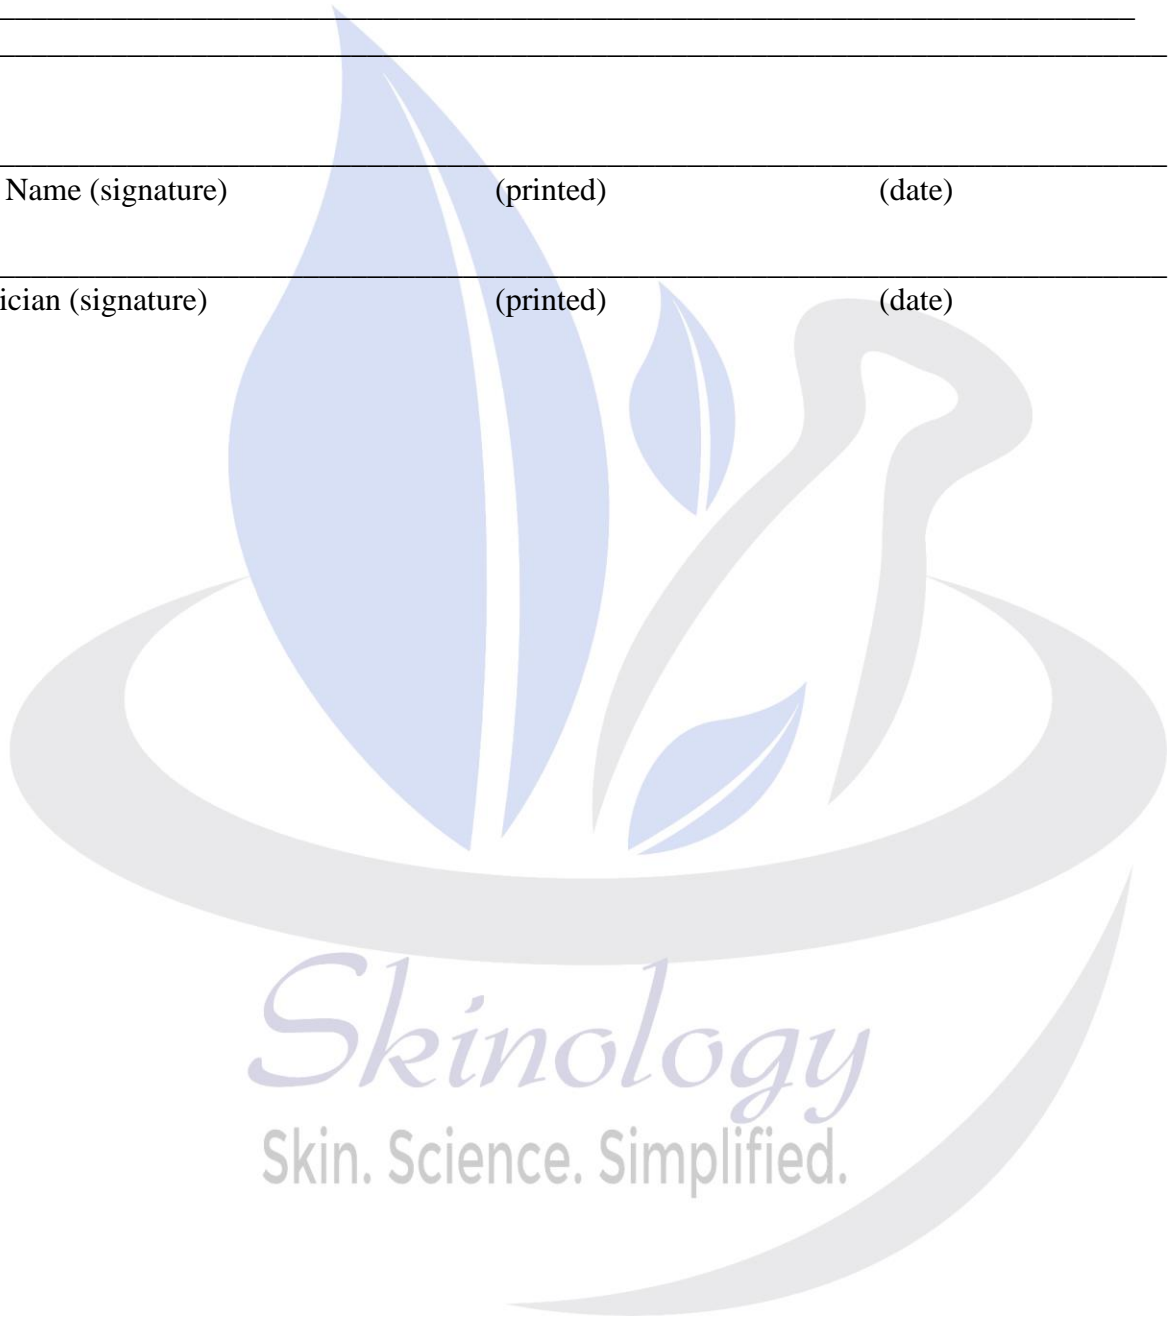 Name (signature) (printed) (date)
ician (signature) (printed) (date)
Skinology
Skin. Science. Simplified.